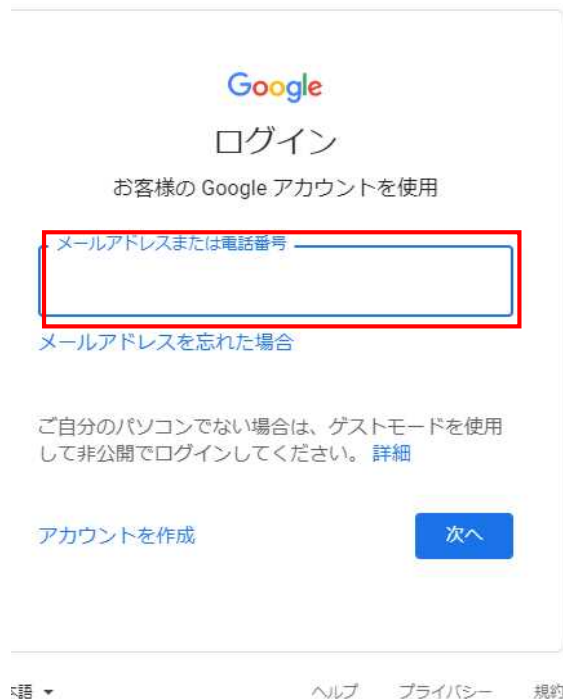 Google
ログイン
お客様の Google アカウントを使用
メールアドレスまたは電話番号
メールアドレスを忘れた場合
ご自分のパソコンでない場合は、ゲストモードを使用
して非公開でログインしてください。 詳細
アカウントを作成
次へ
語 ヘルプ プライバシー 規約